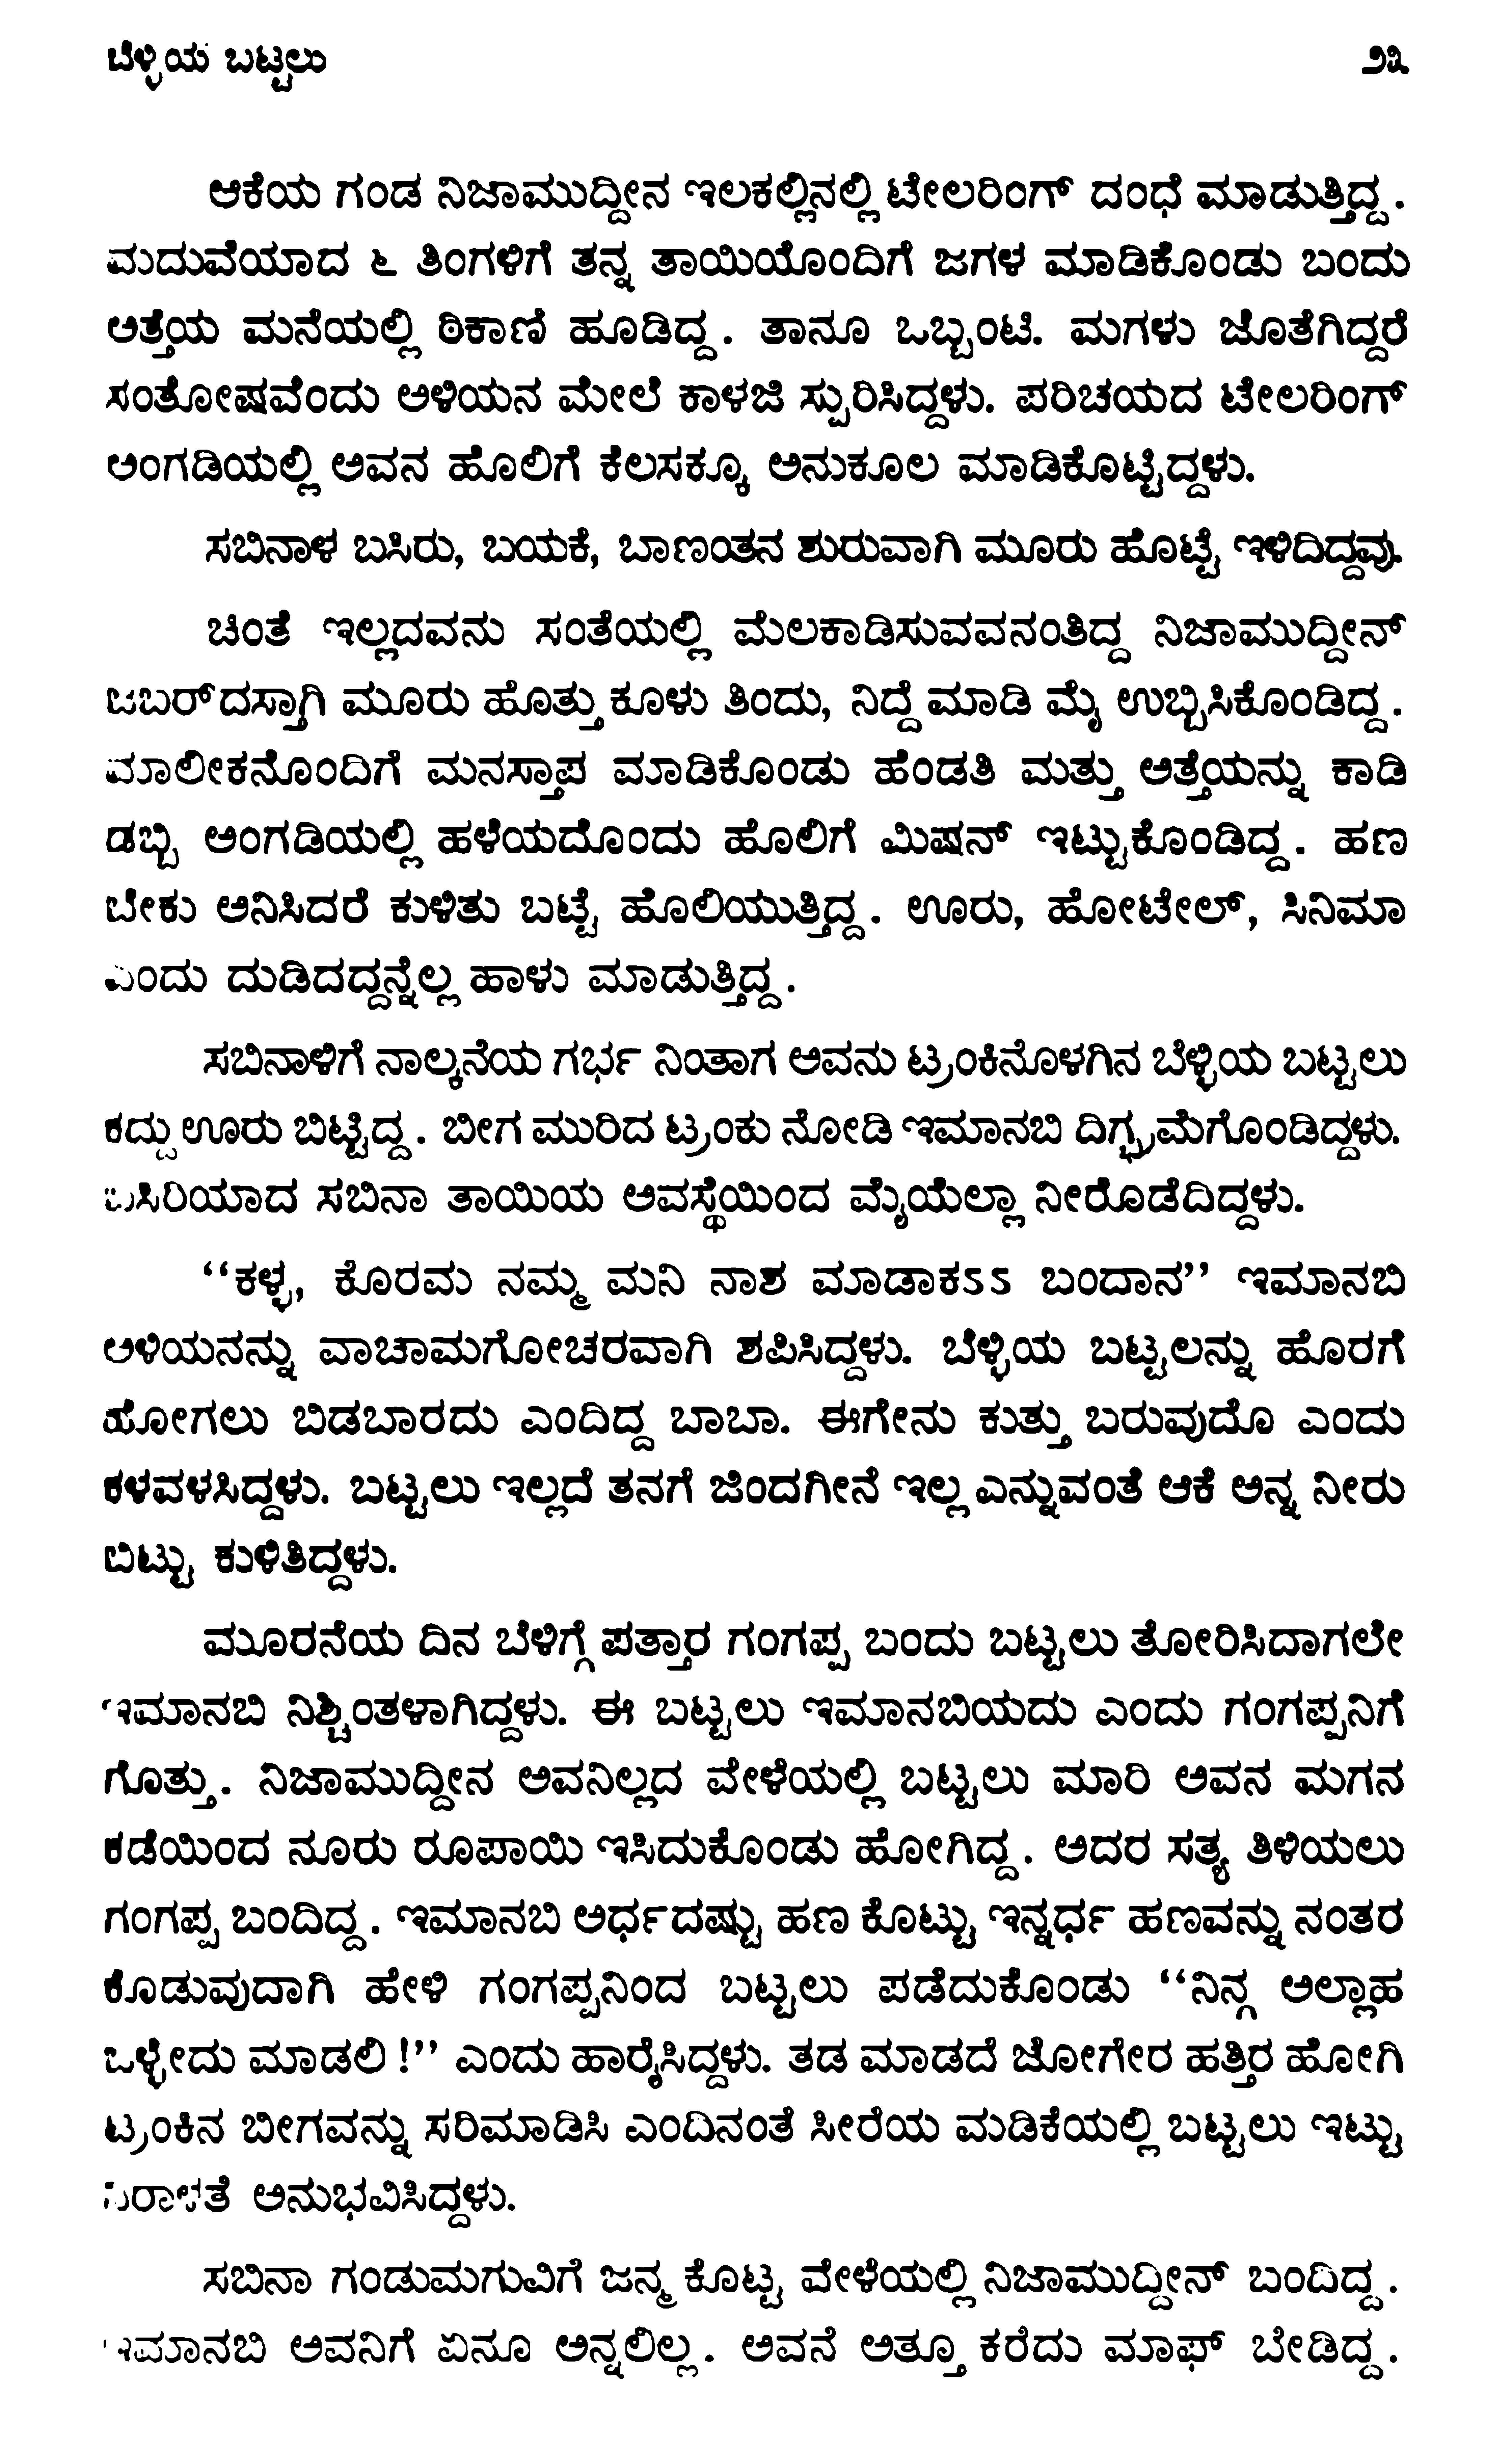 ಬೆಳ್ಳಿಯ ಬಟ್ಟಲು ೨೩
ಆಕೆಯ ಗಂಡ ನಿಜಾಮುದ್ದೀನ ಇಲಕಲ್ಲಿನಲ್ಲಿ ಟೇಲರಿಂಗ್ ದಂಧೆ ಮಾಡುತ್ತಿದ್ದ.
ಮದುವೆಯಾದ ೬ ತಿಂಗಳಿಗೆ ತನ್ನ ತಾಯಿಯೊಂದಿಗೆ ಜಗಳ ಮಾಡಿಕೊಂಡು ಬಂದು
ಅತ್ತೆಯ ಮನೆಯಲ್ಲಿ ಠಿಕಾಣಿ ಹೂಡಿದ್ದ. ತಾನೂ ಒಬ್ಬಂಟಿ. ಮಗಳು ಜೊತೆಗಿದ್ದರೆ
ಸಂತೋಷವೆಂದು ಅಳಿಯನ ಮೇಲೆ ಕಾಳಜಿ ಸ್ಪುರಿಸಿದ್ದಳು. ಪರಿಚಯದ ಟೇಲರಿಂಗ್
ಅಂಗಡಿಯಲ್ಲಿ ಅವನ ಹೊಲಿಗೆ ಕೆಲಸಕ್ಕೂ ಅನುಕೂಲ ಮಾಡಿಕೊಟ್ಟಿದ್ದಳು.
ಸಬಿನಾಳ ಬಸಿರು, ಬಯಕೆ, ಬಾಣಂತನ ಶುರುವಾಗಿ ಮೂರು ಹೊಟ್ಟೆ ಇಳಿದಿದ್ದವು.
ಚಿಂತೆ ಇಲ್ಲದವನು ಸಂತೆಯಲ್ಲಿ ಮೆಲಕಾಡಿಸುವವನಂತಿದ್ದ ನಿಜಾಮುದ್ದೀನ್
ಜಬರ್‌ದಸ್ತಾಗಿ ಮೂರು ಹೊತ್ತು ಕೂಳು ತಿಂದು, ನಿದ್ದೆ ಮಾಡಿ ಮೈ ಉಬ್ಬಿಸಿಕೊಂಡಿದ್ದ.
ಮಾಲೀಕನೊಂದಿಗೆ ಮನಸ್ತಾಪ ಮಾಡಿಕೊಂಡು ಹೆಂಡತಿ ಮತ್ತು ಅತ್ತೆಯನ್ನು ಕಾಡಿ
ಡಬ್ಬಿ ಅಂಗಡಿಯಲ್ಲಿ ಹಳೆಯದೊಂದು ಹೊಲಿಗೆ ಮಿಷನ್ ಇಟ್ಟುಕೊಂಡಿದ್ದ. ಹಣ
ಬೇಕು ಅನಿಸಿದರೆ ಕುಳಿತು ಬಟ್ಟೆ ಹೊಲಿಯುತ್ತಿದ್ದ. ಊರು, ಹೋಟೇಲ್, ಸಿನಿಮಾ
ಎಂದು ದುಡಿದದ್ದನ್ನೆಲ್ಲ ಹಾಳು ಮಾಡುತ್ತಿದ್ದ.
ಸಬಿನಾಳಿಗೆ ನಾಲ್ಕನೆಯ ಗರ್ಭ ನಿಂತಾಗ ಅವನು ಟ್ರಂಕಿನೊಳಗಿನ ಬೆಳ್ಳಿಯ ಬಟ್ಟಲು
ಕದ್ದು ಊರು ಬಿಟ್ಟಿದ್ದ. ಬೀಗ ಮುರಿದ ಟ್ರಂಕು ನೋಡಿ ಇಮಾನಬಿ ದಿಗ್ಭ್ರಮೆಗೊಂಡಿದ್ದಳು.
ಬಸಿರಿಯಾದ ಸಬಿನಾ ತಾಯಿಯ ಅವಸ್ಥೆಯಿಂದ ಮೈಯೆಲ್ಲಾ ನೀರೊಡೆದಿದ್ದಳು.
“ಕಳ್ಳ, ಕೊರಮ ನಮ್ಮ ಮನಿ ನಾಶ ಮಾಡಾಕಽಽ ಬಂದಾನ” ಇಮಾನಬಿ
ಅಳಿಯನನ್ನು ವಾಚಾಮಗೋಚರವಾಗಿ ಶಪಿಸಿದ್ದಳು. ಬೆಳ್ಳಿಯ ಬಟ್ಟಲನ್ನು ಹೊರಗೆ
ಹೋಗಲು ಬಿಡಬಾರದು ಎಂದಿದ್ದ ಬಾಬಾ. ಈಗೇನು ಕುತ್ತು ಬರುವುದೊ ಎಂದು
ಕಳವಳಿಸಿದ್ದಳು. ಬಟ್ಟಲು ಇಲ್ಲದೆ ತನಗೆ ಜಿಂದಗೀನೆ ಇಲ್ಲ ಎನ್ನುವಂತೆ ಆಕೆ ಅನ್ನ ನೀರು
ಬಿಟ್ಟು ಕುಳಿತಿದ್ದಳು.
ಮೂರನೆಯ ದಿನ ಬೆಳಿಗ್ಗೆ ಪತ್ತಾರ ಗಂಗಪ್ಪ ಬಂದು ಬಟ್ಟಲು ತೋರಿಸಿದಾಗಲೇ
ಇಮಾನಬಿ ನಿಶ್ಚಿಂತಳಾಗಿದ್ದಳು. ಈ ಬಟ್ಟಲು ಇಮಾನಬಿಯದು ಎಂದು ಗಂಗಪ್ಪನಿಗೆ
ಗೊತ್ತು. ನಿಜಾಮುದ್ದೀನ ಅವನಿಲ್ಲದ ವೇಳೆಯಲ್ಲಿ ಬಟ್ಟಲು ಮಾರಿ ಅವನ ಮಗನ
ಕಡೆಯಿಂದ ನೂರು ರೂಪಾಯಿ ಇಸಿದುಕೊಂಡು ಹೋಗಿದ್ದ. ಅದರ ಸತ್ಯ ತಿಳಿಯಲು
ಗಂಗಪ್ಪ ಬಂದಿದ್ದ. ಇಮಾನಬಿ ಅರ್ಧದಷ್ಟು ಹಣ ಕೊಟ್ಟು ಇನ್ನರ್ಧ ಹಣವನ್ನು ನಂತರ
ಕೊಡುವುದಾಗಿ ಹೇಳಿ ಗಂಗಪ್ಪನಿಂದ ಬಟ್ಟಲು ಪಡೆದುಕೊಂಡು “ನಿನ್ಗ ಅಲ್ಲಾಹ
ಒಳ್ಳೇದು ಮಾಡಲಿ !” ಎಂದು ಹಾರೈಸಿದ್ದಳು. ತಡ ಮಾಡದೆ ಜೋಗೇರ ಹತ್ತಿರ ಹೋಗಿ
ಟ್ರಂಕಿನ ಬೀಗವನ್ನು ಸರಿಮಾಡಿಸಿ ಎಂದಿನಂತೆ ಸೀರೆಯ ಮಡಿಕೆಯಲ್ಲಿ ಬಟ್ಟಲು ಇಟ್ಟು
ನಿರಾಳತೆ ಅನುಭವಿಸಿದ್ದಳು.
ಸಬಿನಾ ಗಂಡುಮಗುವಿಗೆ ಜನ್ಮ ಕೊಟ್ಟ ವೇಳೆಯಲ್ಲಿ ನಿಜಾಮುದ್ದೀನ್ ಬಂದಿದ್ದ.
ಇಮಾನಬಿ ಅವನಿಗೆ ಏನೂ ಅನ್ನಲಿಲ್ಲ. ಅವನೆ ಅತ್ತೂ ಕರೆದು ಮಾಫ್ ಬೇಡಿದ್ದ.